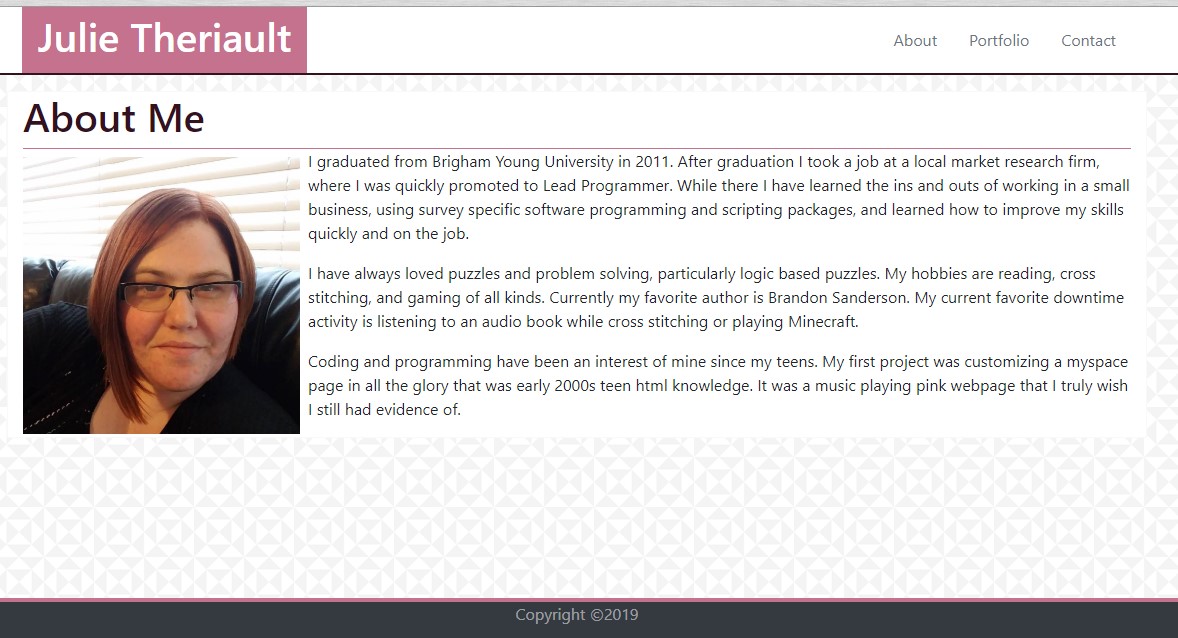 Julie Theriault
About Portfolio Contact
About Me
I graduated from Brigham Young University in 2011. After graduation I took a job at a local market research firm,
where I was quickly promoted to Lead Programmer. While there I have learned the ins and outs of working in a small
business, using survey specific software programming and scripting packages, and learned how to improve my skills
quickly and on the job.
I have always loved puzzles and problem solving, particularly logic based puzzles. My hobbies are reading, cross
stitching, and gaming of all kinds. Currently my favorite author is Brandon Sanderson. My current favorite downtime
activity is listening to an audio book while cross stitching or playing Minecraft.
Coding and programming have been an interest of mine since my teens. My first project was customizing a myspace
page in all the glory that was early 2000s teen html knowledge. It was a music playing pink webpage that I truly wish
I still had evidence of.
Copyright ©2019